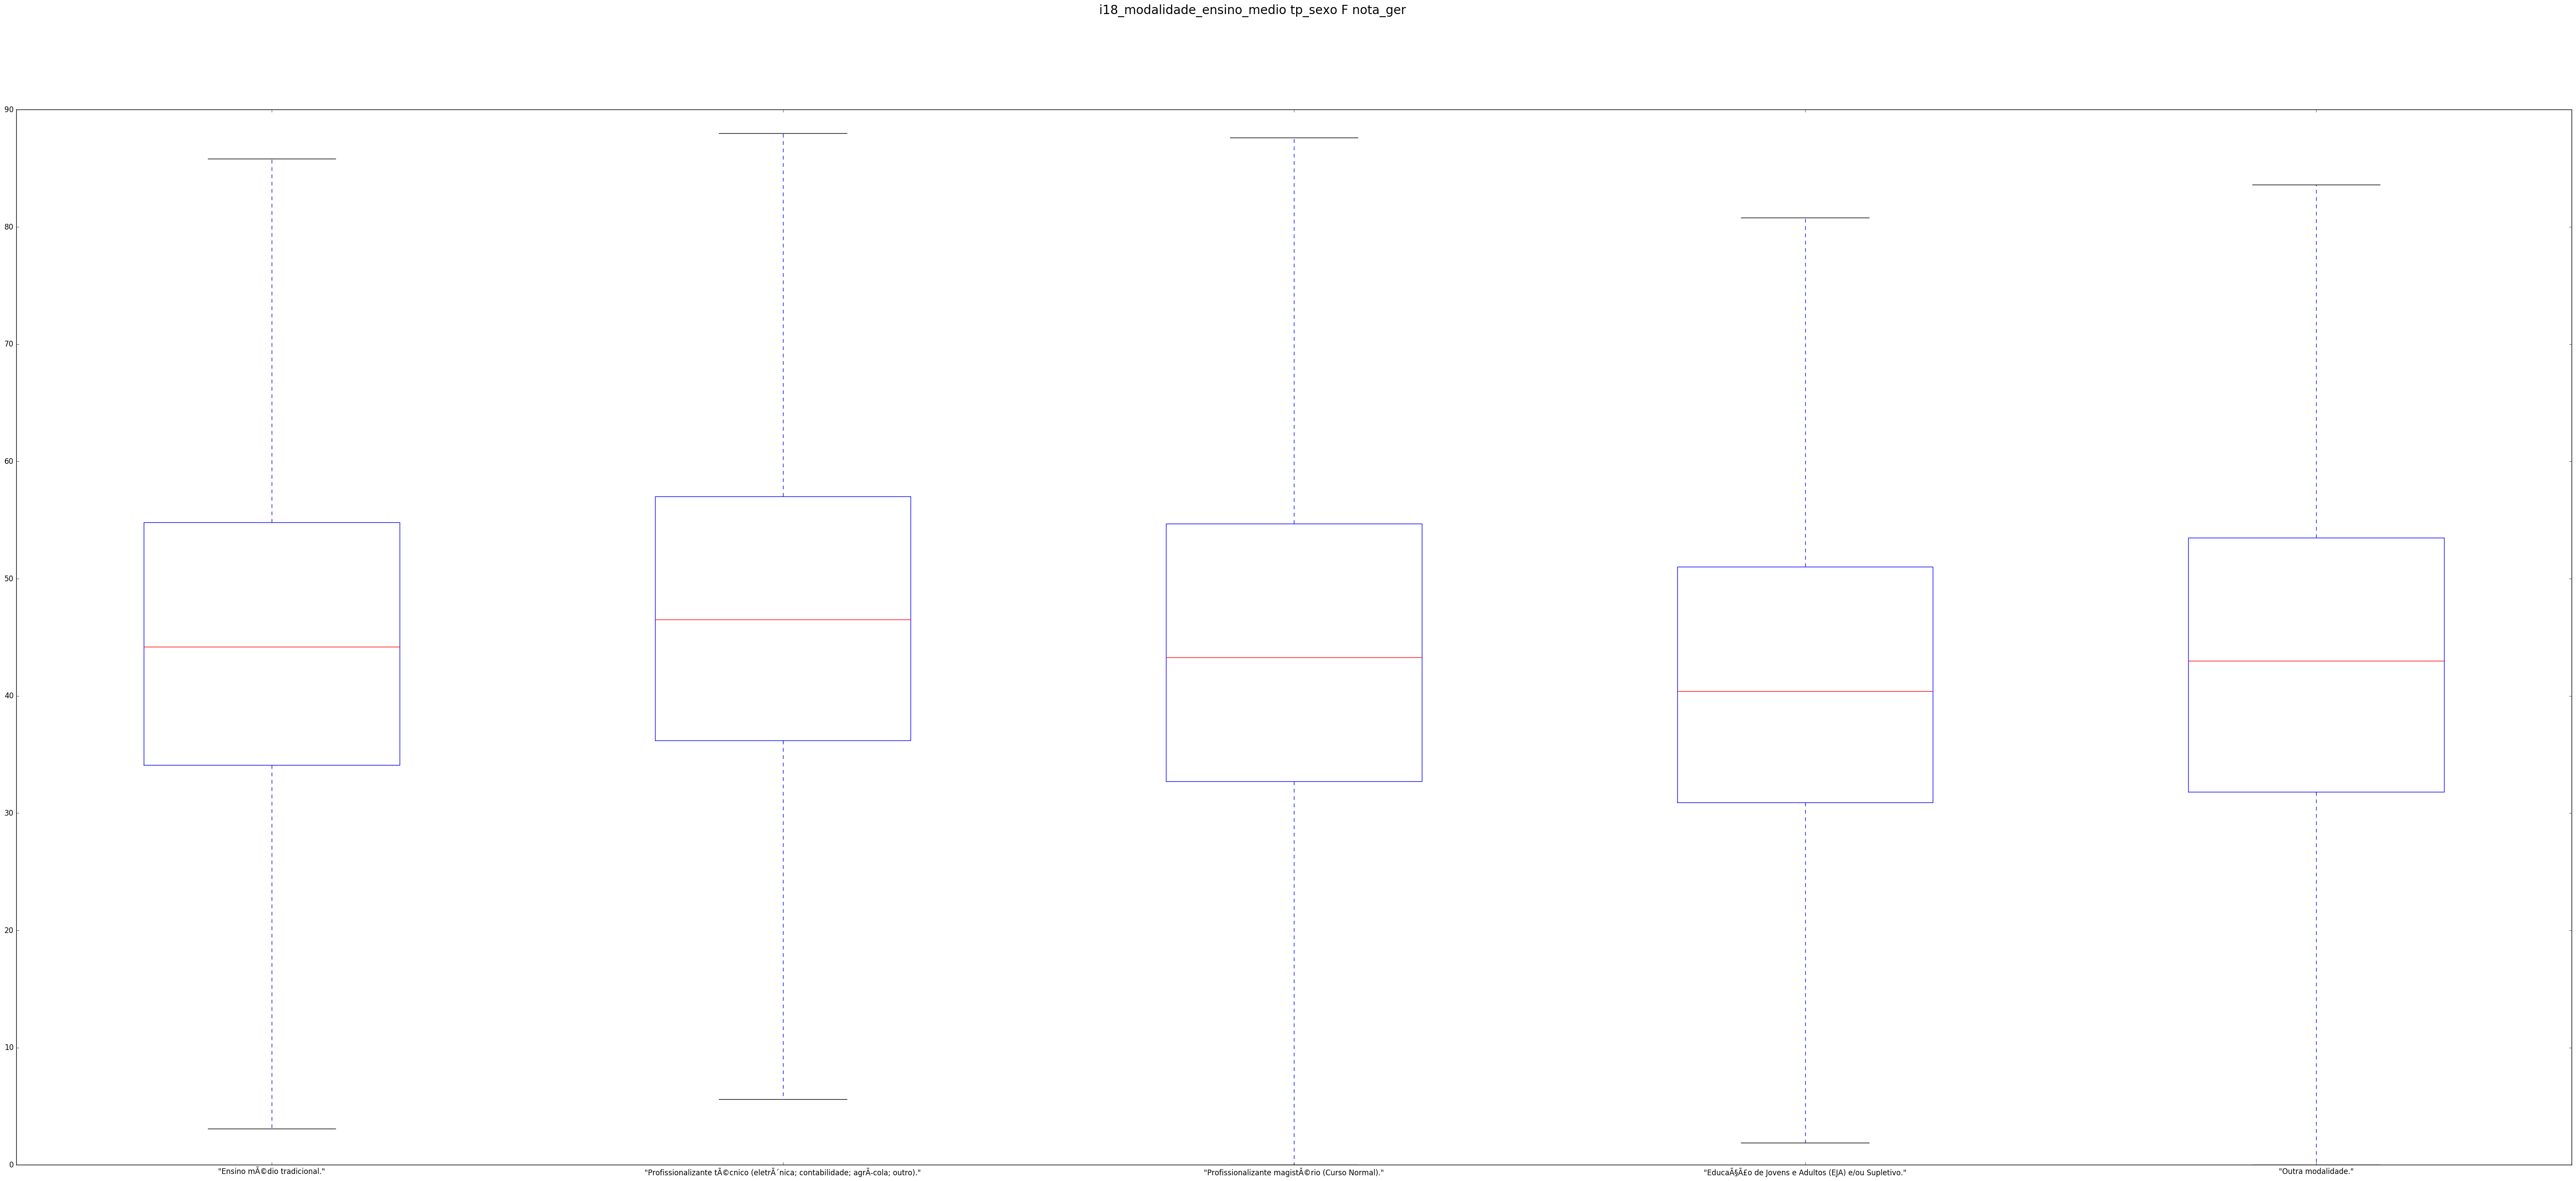 i18_modalidade_ensino_medio tp_sexo F nota_ger
90
80
70
60
50
40
30
20
10
0
"Ensino mÃ©dio tradicional."
"Profissionalizante tÃ©cnico (eletrÃ´nica; contabilidade; agrÃ­cola; outro)."
"Profissionalizante magistÃ©rio (Curso Normal)."
"EducaÃ§Ã£o de Jovens e Adultos (EJA) e/ou Supletivo."
"Outra modalidade."